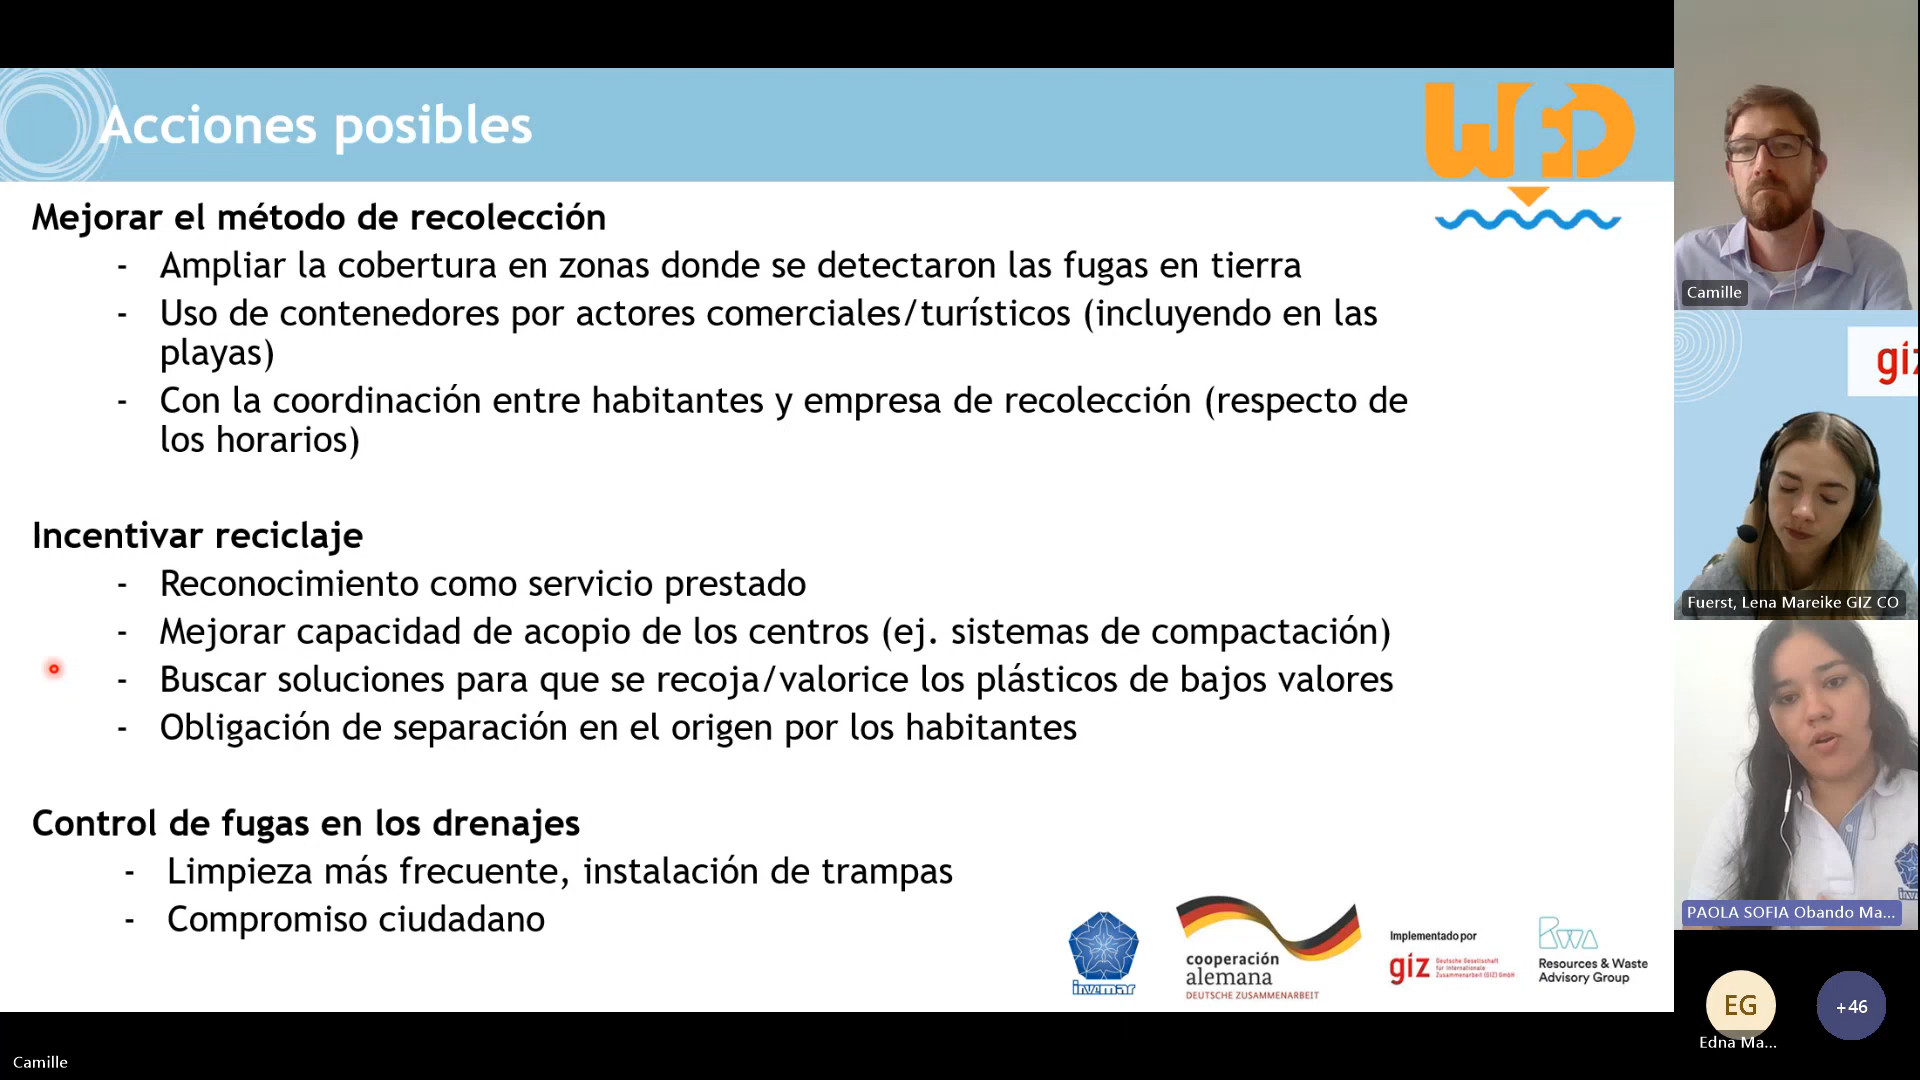 Acciones posibles
WFD
Mejorar el método de recolección
- Ampliar la cobertura en zonas donde se detectaron las fugas en tierra
- Uso de contenedores por actores comerciales/turísticos (incluyendo en las
playas)
- Con la coordinación entre habitantes y empresa de recolección (respecto de
los horarios)
Incentivar reciclaje
- Reconocimiento como servicio prestado
- Mejorar capacidad de acopio de los centros (ej. sistemas de compactación)
- Buscar soluciones para que se recoja/valorice los plásticos de bajos valores
- Obligación de separación en el origen por los habitantes
Control de fugas en los drenajes
- Limpieza más frecuente, instalación de trampas
- Compromiso ciudadano
invemar
cooperación
alemana
DEUTSCHE ZUSAMMENARBEIT
Implementado por
giz
Deutsche Gesellschaft
für Internationale
Zusammenarbeit (GIZ) GmbH
RWA
Resources & Waste
Advisory Group
Camille
giz
Fuerst, Lena Mareike GIZ CO
PAOLA SOFIA Obando Ma...
EG
+46
Edna Ma...
Camille